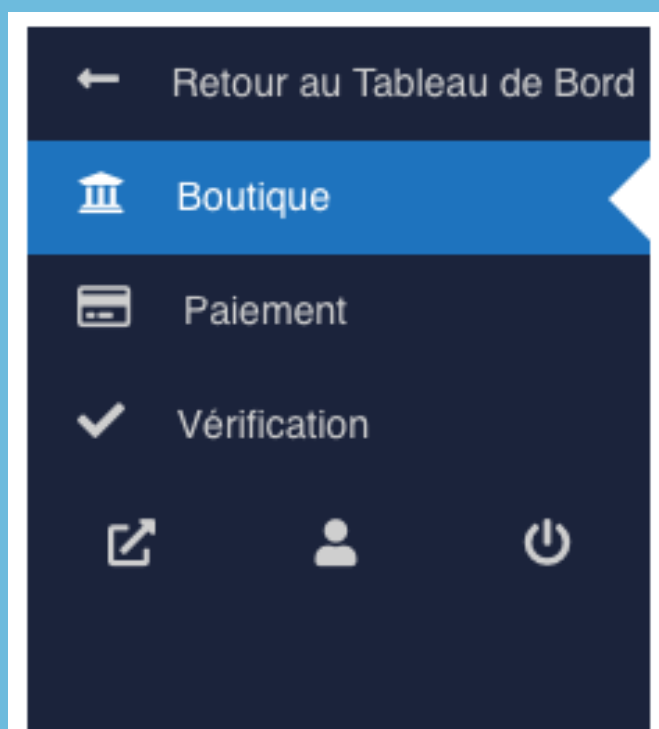 Retour au Tableau de Bord
Boutique
Paiement
Vérification